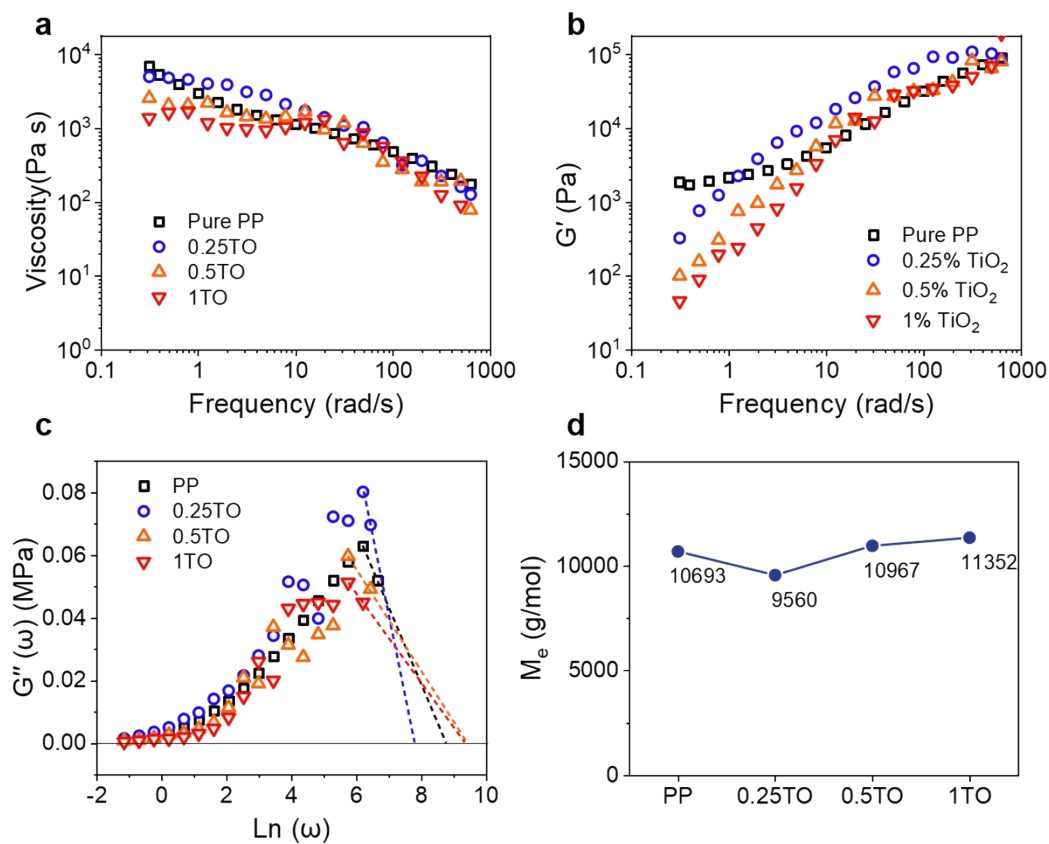 a
Viscosity(Pa s)
10⁴
10³
10²
10¹
10⁰
Pure PP
0.25TO
0.5TO
1TO
0.1 1 10 100 1000
Frequency (rad/s)
b
G′ (Pa)
10⁵
10⁴
10³
10²
10¹
Pure PP
0.25% TiO₂
0.5% TiO₂
1% TiO₂
0.1 1 10 100 1000
Frequency (rad/s)
c
G″ (ω) (MPa)
0.08
0.06
0.04
0.02
0.00
PP
0.25TO
0.5TO
1TO
-2 0 2 4 6 8 10
Ln (ω)
d
Mₑ (g/mol)
15000
10000
5000
0
10693
9560
10967
11352
PP 0.25TO 0.5TO 1TO